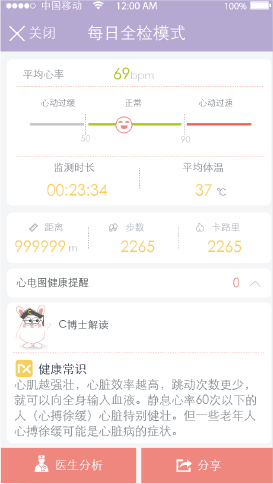 中国移动 12:00 AM 100%
关闭 每日全检模式
平均心率 69bpm
心动过缓 正常 心动过速
50 90
监测时长 平均体温
00:23:34 37 ℃
距离 步数 卡路里
999999 m 2265 2265
心电图健康提醒 0
C博士解读
健康常识
心肌越强壮，心脏效率越高，跳动次数更少，
就可以向全身输入血液。静息心率60次以下的
人（心搏徐缓）心脏特别健壮。但一些老年人
心搏徐缓可能是心脏病的症状。
医生分析 分享